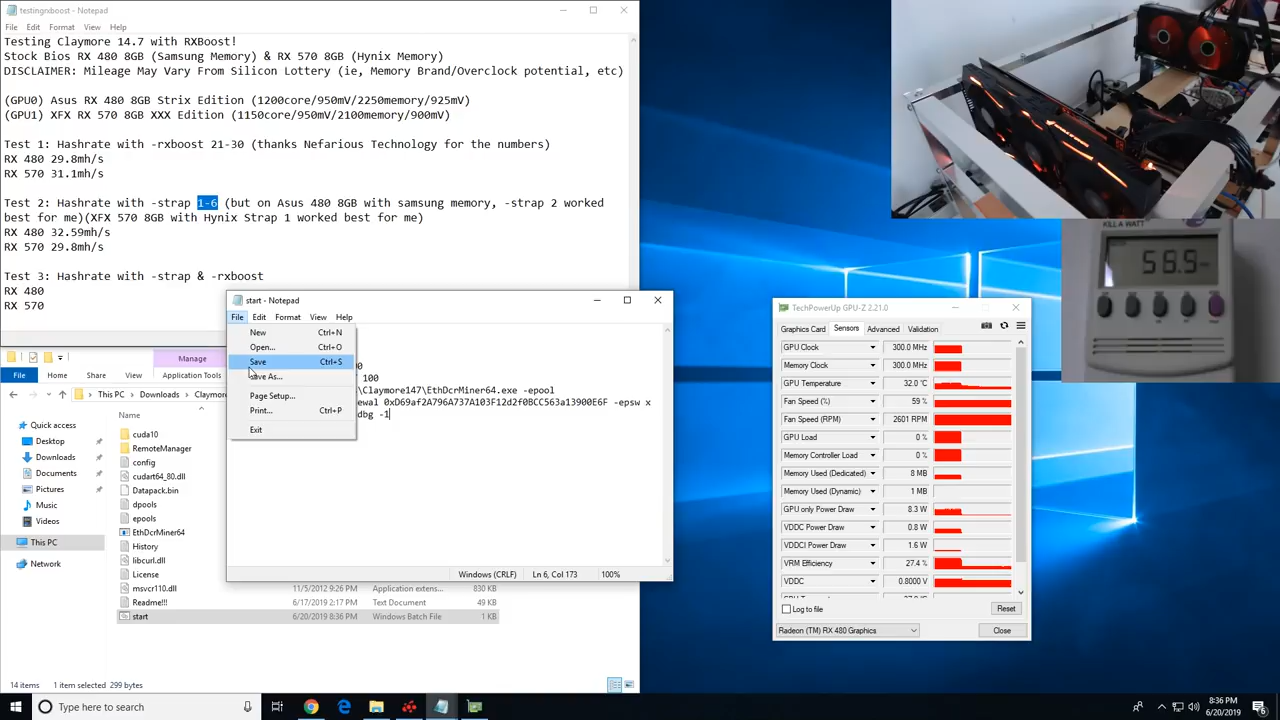 testingrxboost - Notepad
File Edit Format View Help
Testing Claymore 14.7 with RXBoost!
Stock Bios RX 480 8GB (Samsung Memory) & RX 570 8GB (Hynix Memory)
DISCLAIMER: Mileage May Vary From Silicon Lottery (ie, Memory Brand/Overclock potential, etc)
(GPU0) Asus RX 480 8GB Strix Edition (1200core/950mV/2250memory/925mV)
(GPU1) XFX RX 570 8GB XXX Edition (1150core/950mV/2100memory/900mV)
Test 1: Hashrate with -rxboost 21-30 (thanks Nefarious Technology for the numbers)
RX 480 29.8mh/s
RX 570 31.1mh/s
Test 2: Hashrate with -strap 1-6 (but on Asus 480 8GB with samsung memory, -strap 2 worked
best for me)(XFX 570 8GB with Hynix Strap 1 worked best for me)
RX 480 32.59mh/s
RX 570 29.8mh/s
Test 3: Hashrate with -strap & -rxboost
RX 480
RX 570
start - Notepad
File Edit Format View Help
New Ctrl+N
Open... Ctrl+O
Save Ctrl+S
Save As...
Page Setup...
Print... Ctrl+P
Exit
00
100
\Claymore147\EthDcrMiner64.exe -epool
ewal 0xD69af2A796A737A103F12d2f0BCC563a13900E6F -epsw x
dbg -1
Windows (CRLF) Ln 6, Col 173 100%
Manage
File Home Share View Application Tools
This PC > Downloads > Claymo
Quick access
Desktop
Downloads
Documents
Pictures
Music
Videos
This PC
Network
cuda10
RemoteManager
config
cudart64_80.dll
Datapack.bin
dpools
epools
EthDcrMiner64
History
libcurl.dll
License
msvcr110.dll 11/5/2012 9:26 PM Application extens... 830 KB
Readme!!! 6/17/2019 2:17 PM Text Document 49 KB
start 6/20/2019 8:36 PM Windows Batch File 1 KB
14 items 1 item selected 299 bytes
KILL A WATT
58.9
TechPowerUp GPU-Z 2.21.0
Graphics Card Sensors Advanced Validation
GPU Clock 300.0 MHz
Memory Clock 300.0 MHz
GPU Temperature 32.0 °C
Fan Speed (%) 59 %
Fan Speed (RPM) 2601 RPM
GPU Load 0 %
Memory Controller Load 0 %
Memory Used (Dedicated) 8 MB
Memory Used (Dynamic) 1 MB
GPU only Power Draw 8.3 W
VDDC Power Draw 0.8 W
VDDCI Power Draw 1.6 W
VRM Efficiency 27.4 %
VDDC 0.8000 V
Log to file Reset
Radeon (TM) RX 480 Graphics Close
Type here to search
8:36 PM
6/20/2019